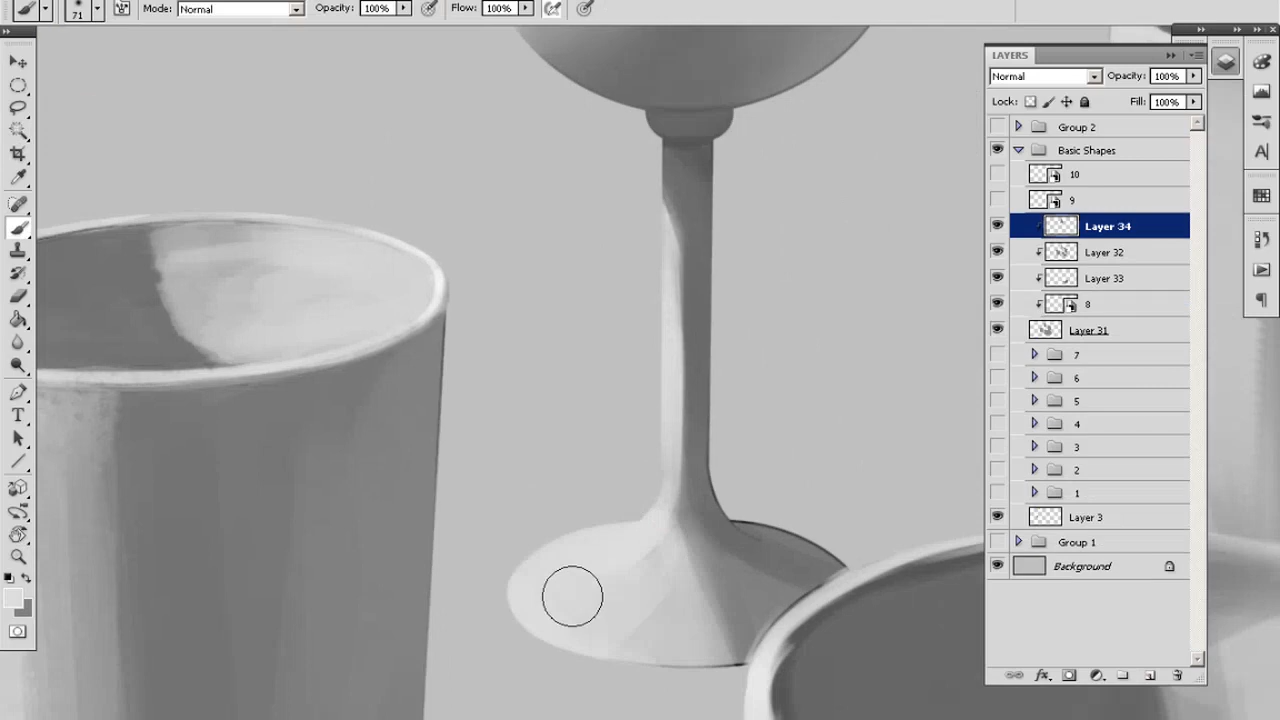 71
Mode: Normal
Opacity: 100%
Flow: 100%
LAYERS
Normal
Opacity: 100%
Lock:
Fill: 100%
Group 2
Basic Shapes
10
9
Layer 34
Layer 32
Layer 33
8
Layer 31
7
6
5
4
3
2
1
Layer 3
Group 1
Background